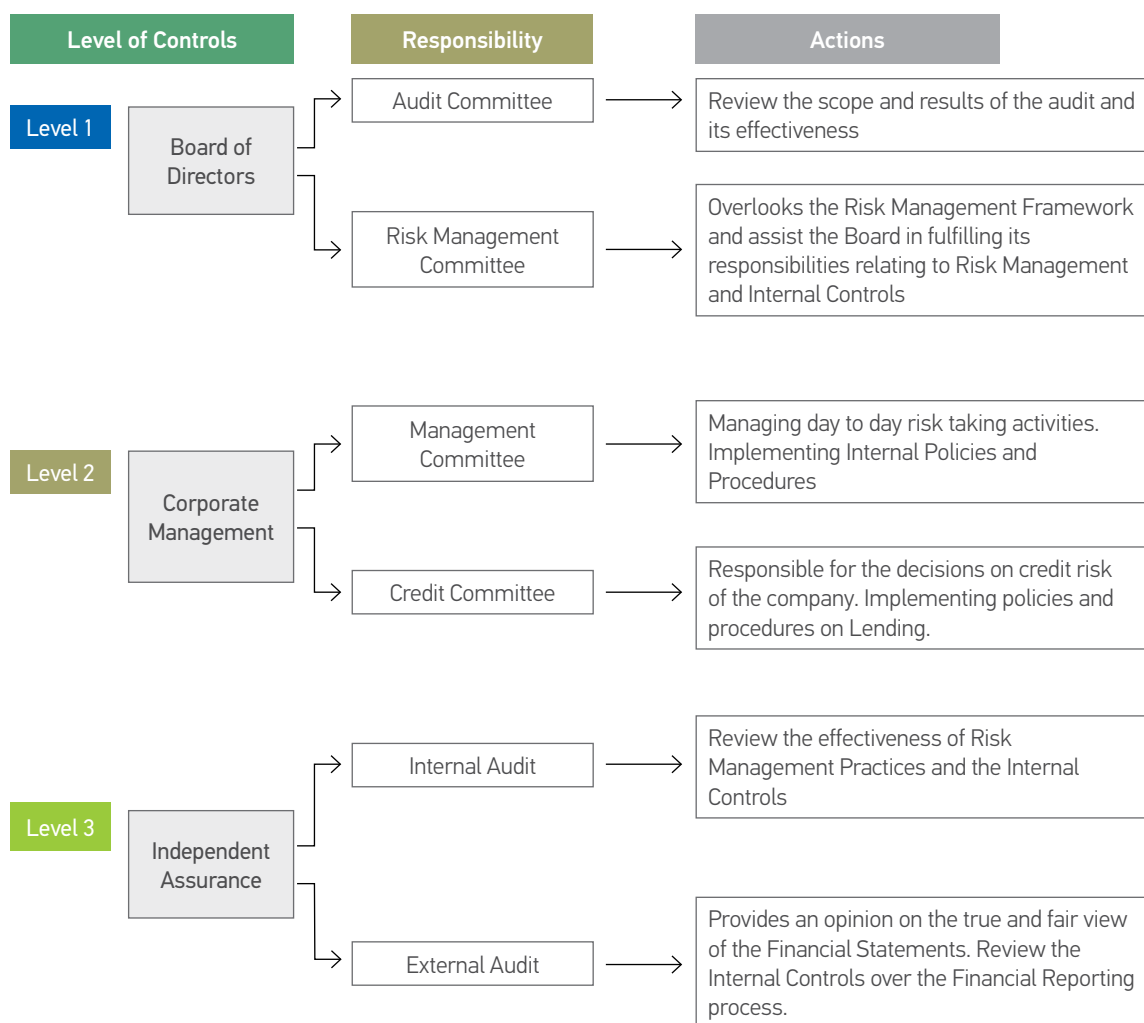 Level of Controls
Responsibility
Actions
Level 1
Board of
Directors
Audit Committee
Review the scope and results of the audit and
its effectiveness
Risk Management
Committee
Overlooks the Risk Management Framework
and assist the Board in fulfilling its
responsibilities relating to Risk Management
and Internal Controls
Level 2
Corporate
Management
Management
Committee
Managing day to day risk taking activities.
Implementing Internal Policies and
Procedures
Credit Committee
Responsible for the decisions on credit risk
of the company. Implementing policies and
procedures on Lending.
Level 3
Independent
Assurance
Internal Audit
Review the effectiveness of Risk
Management Practices and the Internal
Controls
External Audit
Provides an opinion on the true and fair view
of the Financial Statements. Review the
Internal Controls over the Financial Reporting
process.